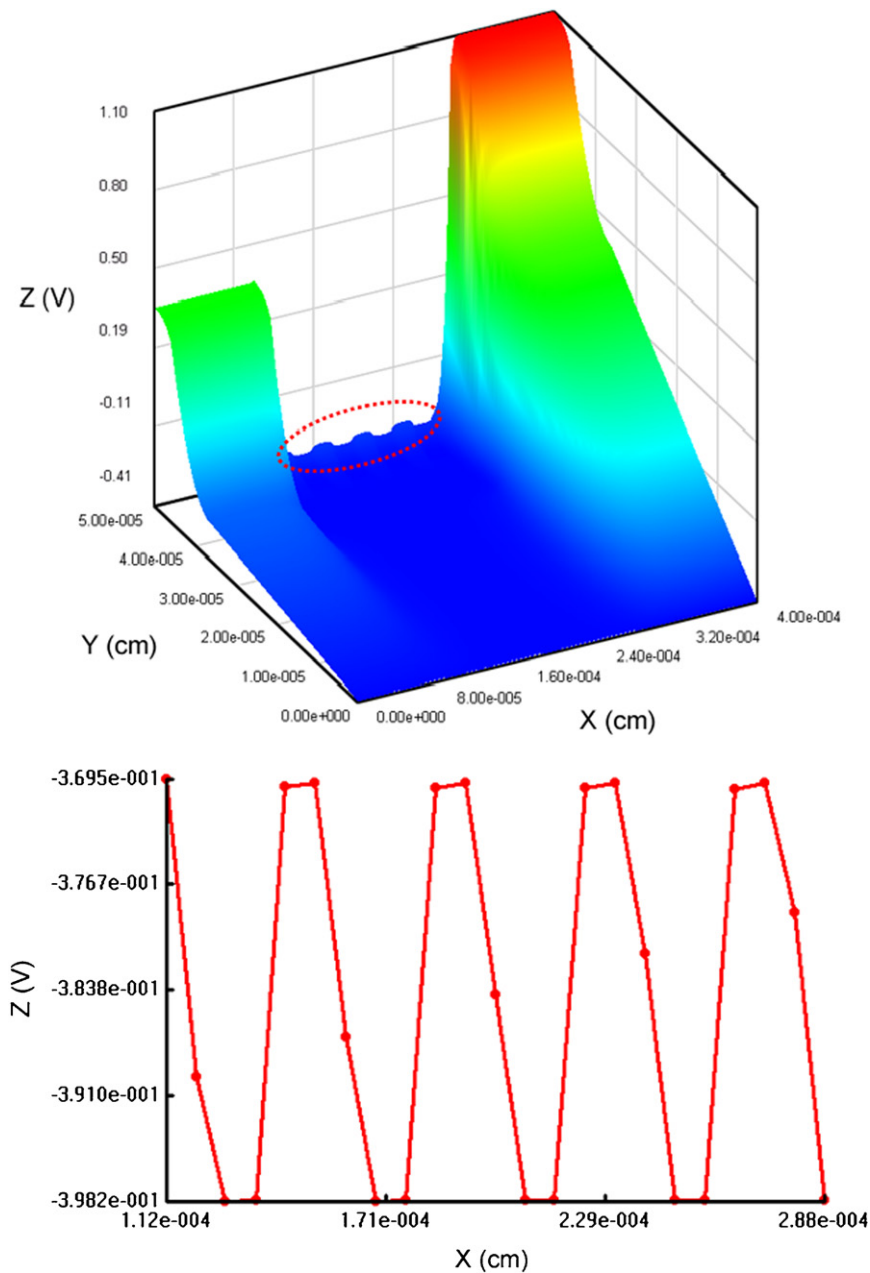 1.10
0.80
0.50
Z (V)
0.19
-0.11
-0.41
5.00e-005
4.00e-005
3.00e-005
Y (cm)
2.00e-005
1.00e-005
0.00e+000
0.00e+000
8.00e-005
1.60e-004
2.40e-004
3.20e-004
4.00e-004
X (cm)
-3.695e-001
-3.767e-001
Z (V)
-3.838e-001
-3.910e-001
-3.982e-001
1.12e-004 1.71e-004 2.29e-004 2.88e-004
X (cm)